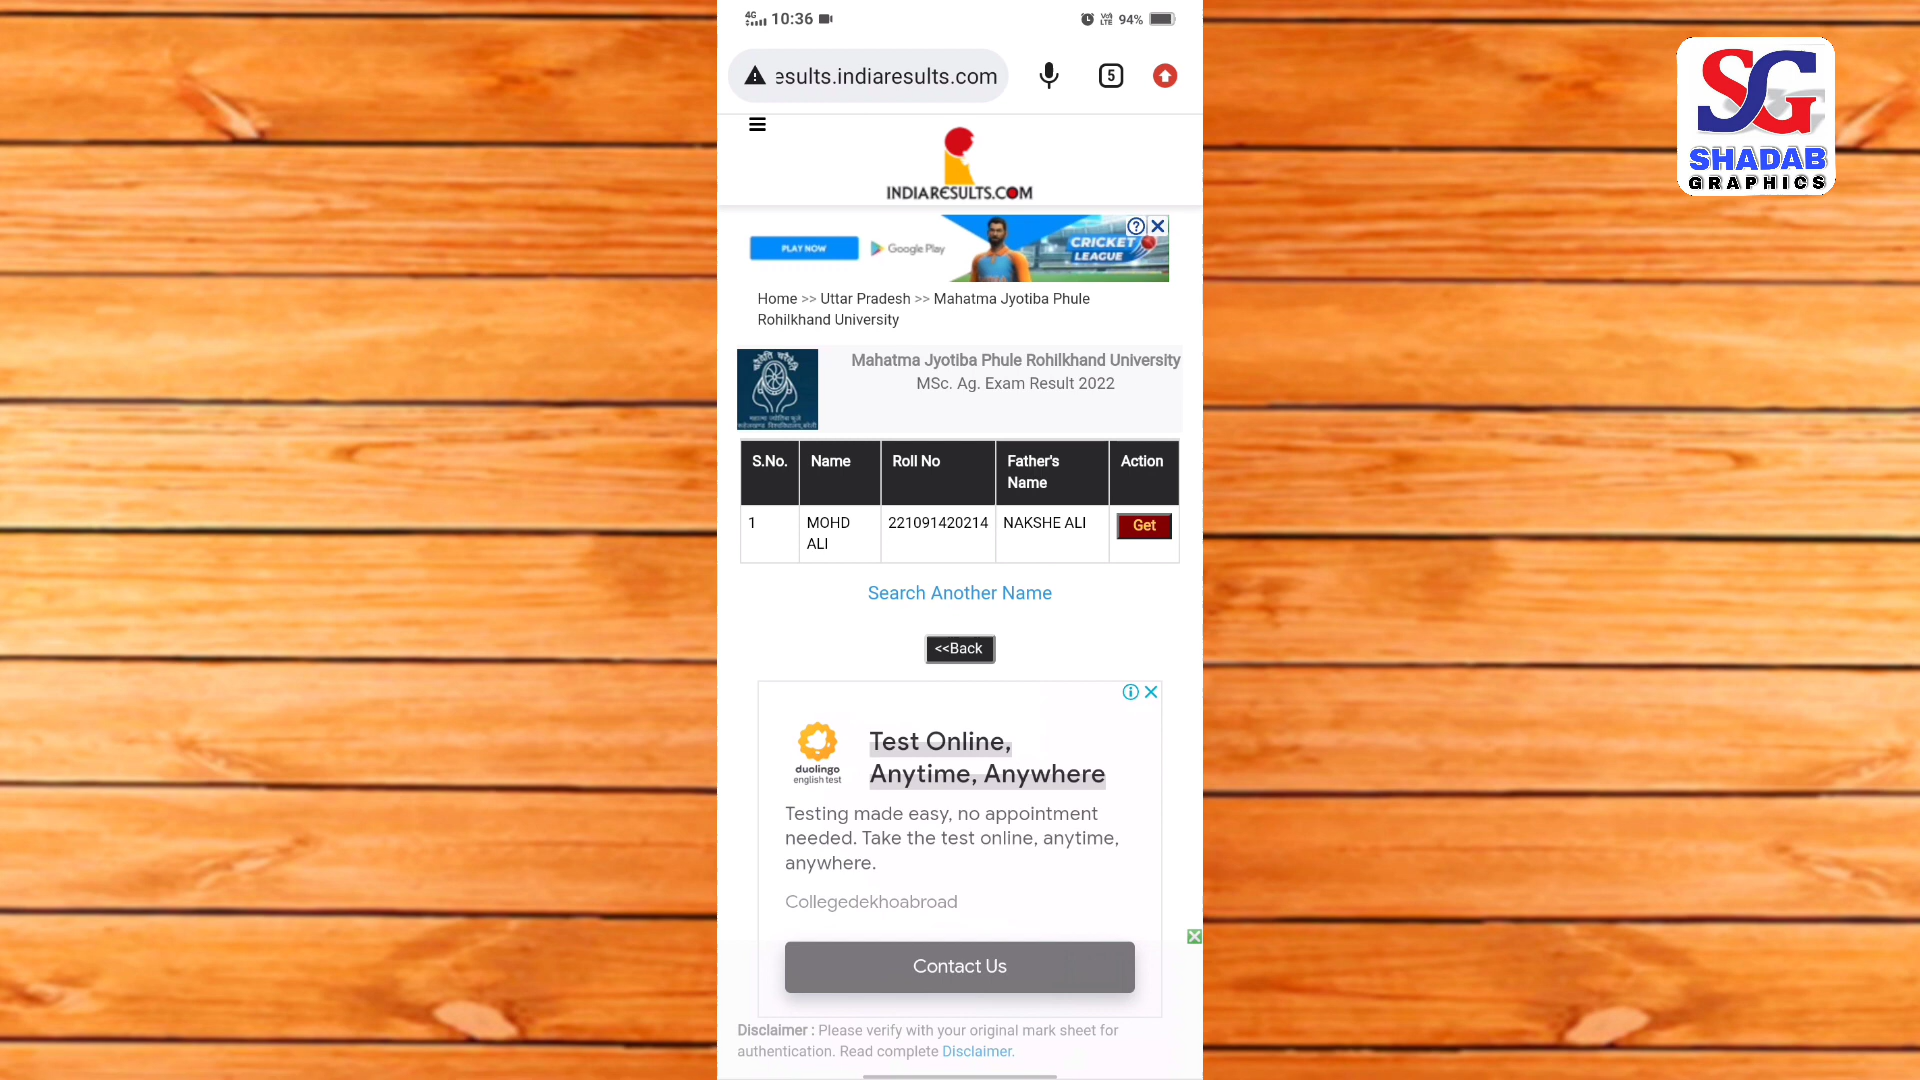 4G 10:36 94%
Vo)) LTE
esults.indiaresults.com 5
INDIARESULTS.COM
PLAY NOW Google Play CRICKET LEAGUE
Home >> Uttar Pradesh >> Mahatma Jyotiba Phule
Rohilkhand University
Mahatma Jyotiba Phule Rohilkhand University
MSc. Ag. Exam Result 2022
S.No. Name Roll No Father's Name Action
1 MOHD ALI 221091420214 NAKSHE ALI Get
Search Another Name
<<Back
duolingo
english test
Test Online,
Anytime, Anywhere
Testing made easy, no appointment
needed. Take the test online, anytime,
anywhere.
Collegedekhoabroad
Contact Us
Disclaimer : Please verify with your original mark sheet for
authentication. Read complete Disclaimer.
SG
SHADAB
GRAPHICS